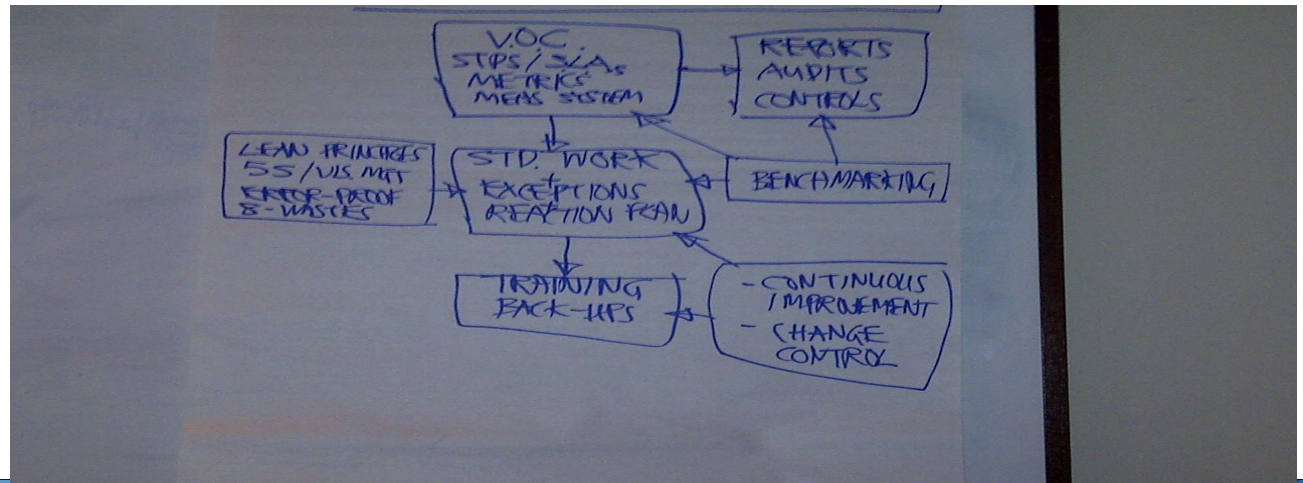 V.O.C.
STPS/SLAs
METRICS
MEAS SYSTEM
REPORTS
AUDITS
CONTROLS
LEAN PRINCIPLES
5S/VIS. MGT
ERROR-PROOF
8-WASTES
STD. WORK
+
EXCEPTIONS
+
REACTION PLAN
BENCHMARKING
TRAINING
BACK-UPS
- CONTINUOUS
IMPROVEMENT
- CHANGE
CONTROL